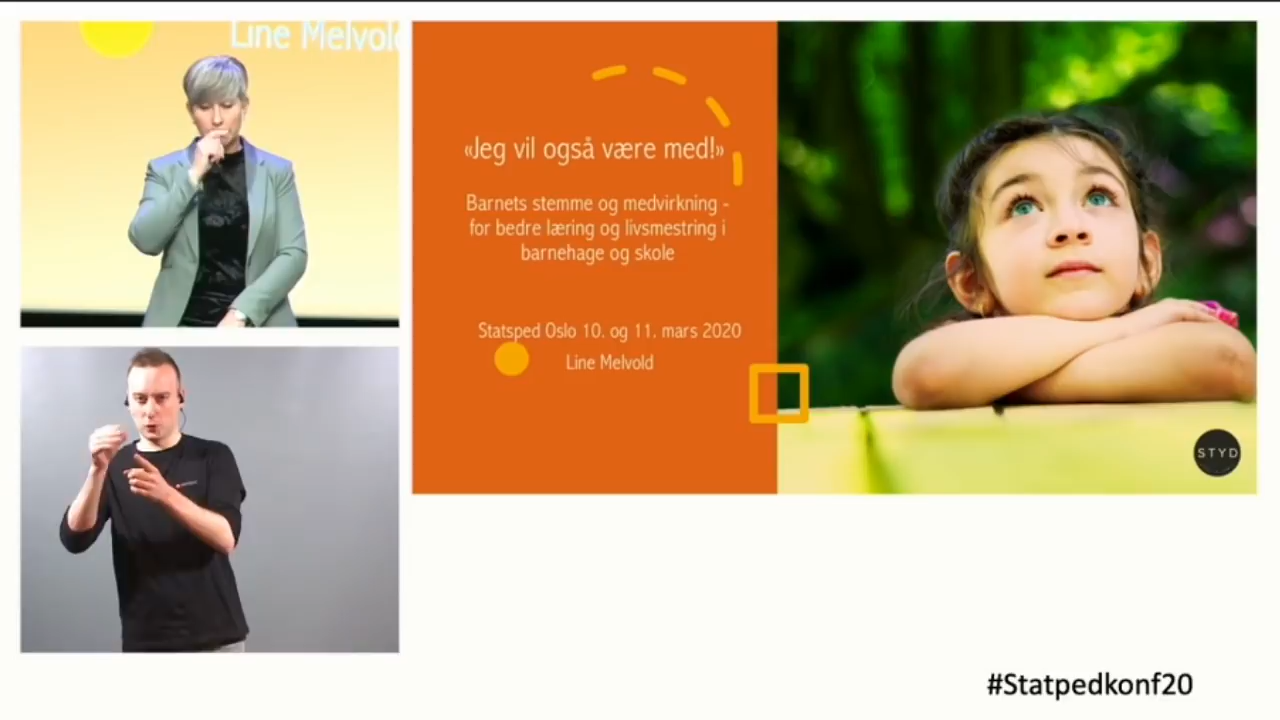 Line Melvold
«Jeg vil også være med!»
Barnets stemme og medvirkning -
for bedre læring og livsmestring i
barnehage og skole
Statsped Oslo 10. og 11. mars 2020
Line Melvold
STYD
#Statpedkonf20